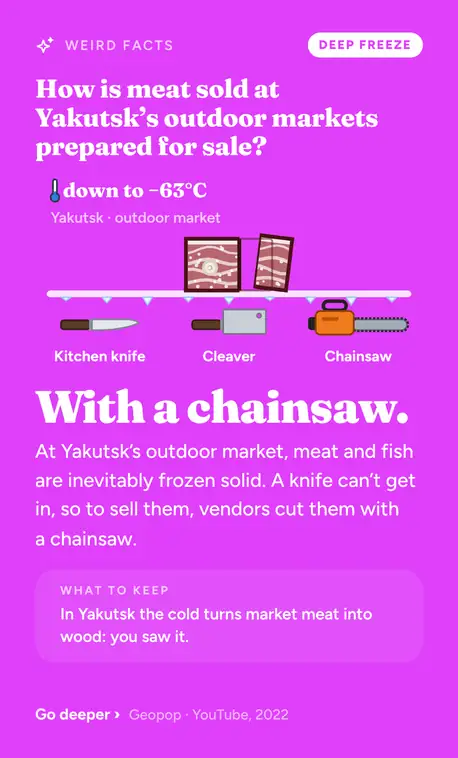 WEIRD FACTS
DEEP FREEZE
How is meat sold at
Yakutsk’s outdoor markets
prepared for sale?
down to −63°C
Yakutsk · outdoor market
Kitchen knife
Cleaver
Chainsaw
With a chainsaw.
At Yakutsk’s outdoor market, meat and fish
are inevitably frozen solid. A knife can’t get
in, so to sell them, vendors cut them with
a chainsaw.
WHAT TO KEEP
In Yakutsk the cold turns market meat into
wood: you saw it.
Go deeper › Geopop · YouTube, 2022